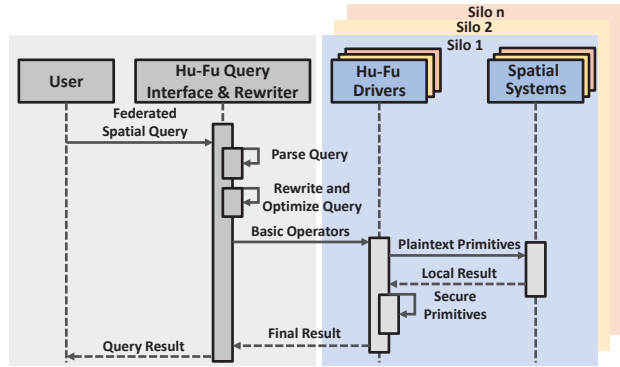 Silo n
Silo 2
Silo 1
User
Hu-Fu Query
Interface & Rewriter
Hu-Fu
Drivers
Spatial
Systems
Federated
Spatial Query
Parse Query
Rewrite and
Optimize Query
Basic Operators
Plaintext Primitives
Local Result
Secure
Primitives
Final Result
Query Result